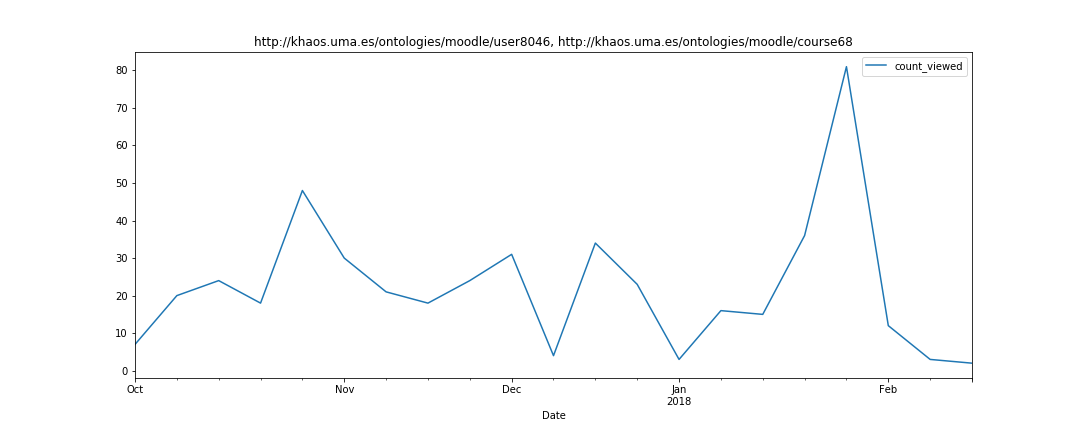 http://khaos.uma.es/ontologies/moodle/user8046, http://khaos.uma.es/ontologies/moodle/course68
count_viewed
80
70
60
50
40
30
20
10
0
Oct Nov Dec Jan Feb
2018
Date